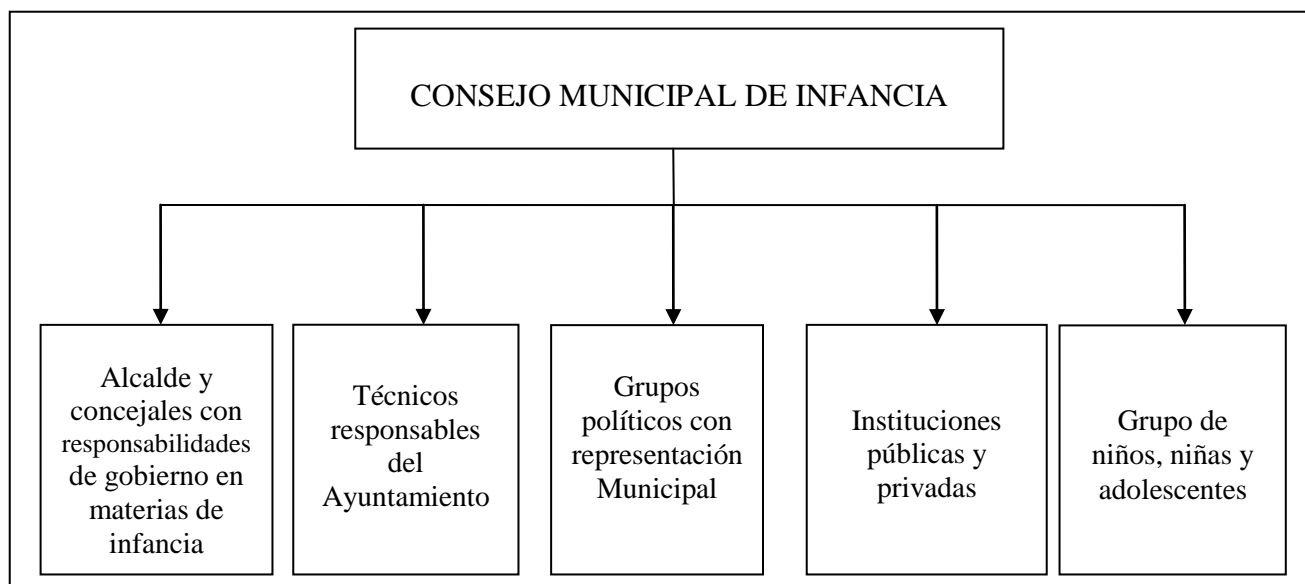 CONSEJO MUNICIPAL DE INFANCIA
Alcalde y
concejales con
responsabilidades
de gobierno en
materias de
infancia
Técnicos
responsables
del
Ayuntamiento
Grupos
políticos con
representación
Municipal
Instituciones
públicas y
privadas
Grupo de
niños, niñas y
adolescentes